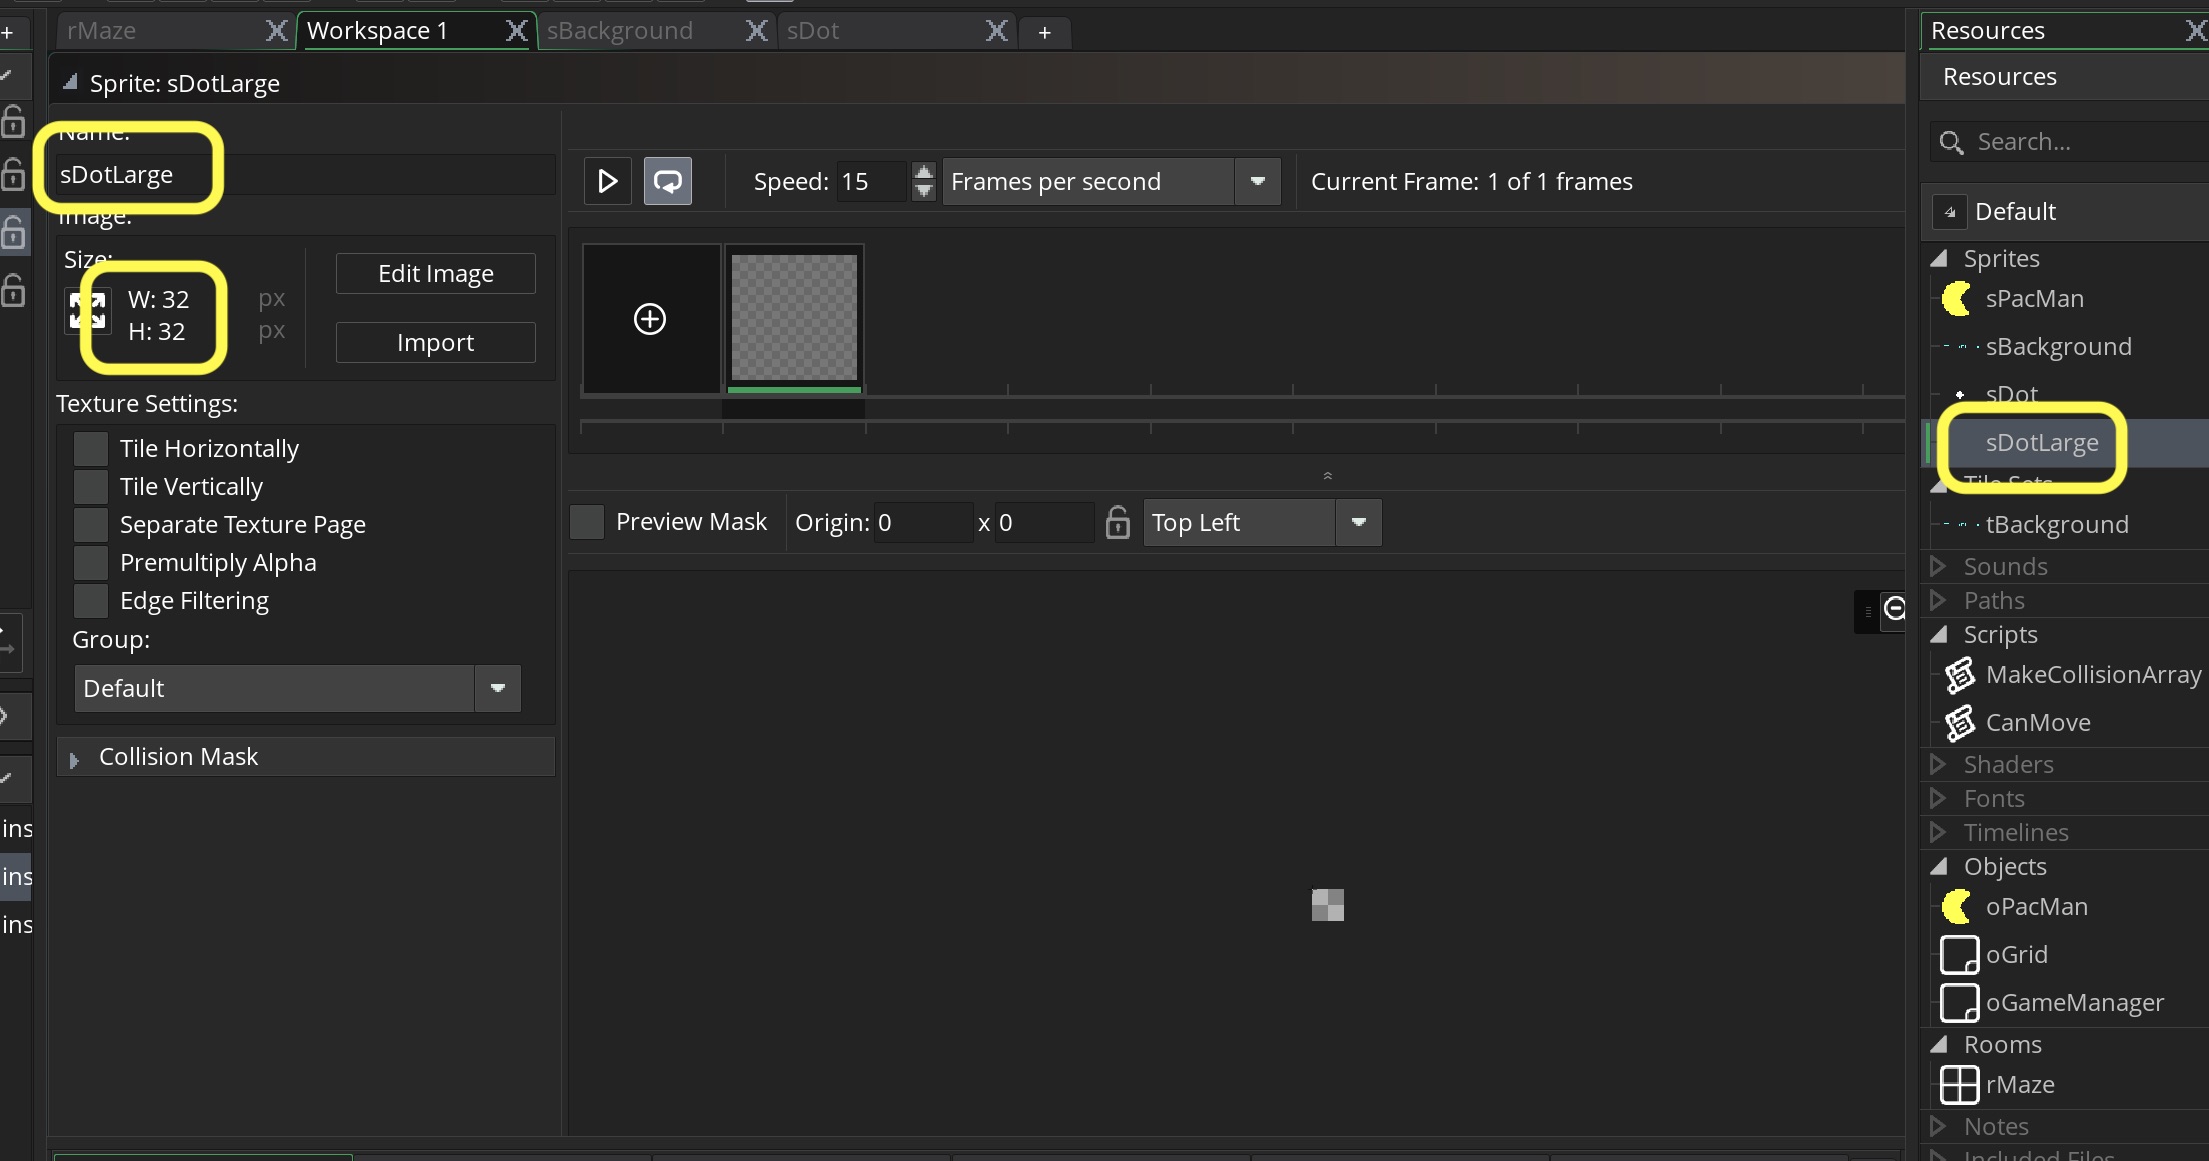 rMaze
Workspace 1
sBackground
sDot
+
Sprite: sDotLarge
Name:
sDotLarge
Image:
Size:
W: 32 px
H: 32 px
Edit Image
Import
Texture Settings:
Tile Horizontally
Tile Vertically
Separate Texture Page
Premultiply Alpha
Edge Filtering
Group:
Default
Collision Mask
Speed: 15
Frames per second
Current Frame: 1 of 1 frames
Preview Mask
Origin: 0 x 0
Top Left
ins
ins
ins
Resources
Resources
Search...
Default
Sprites
sPacMan
sBackground
sDot
sDotLarge
Tile Sets
tBackground
Sounds
Paths
Scripts
MakeCollisionArray
CanMove
Shaders
Fonts
Timelines
Objects
oPacMan
oGrid
oGameManager
Rooms
rMaze
Notes
Included Files